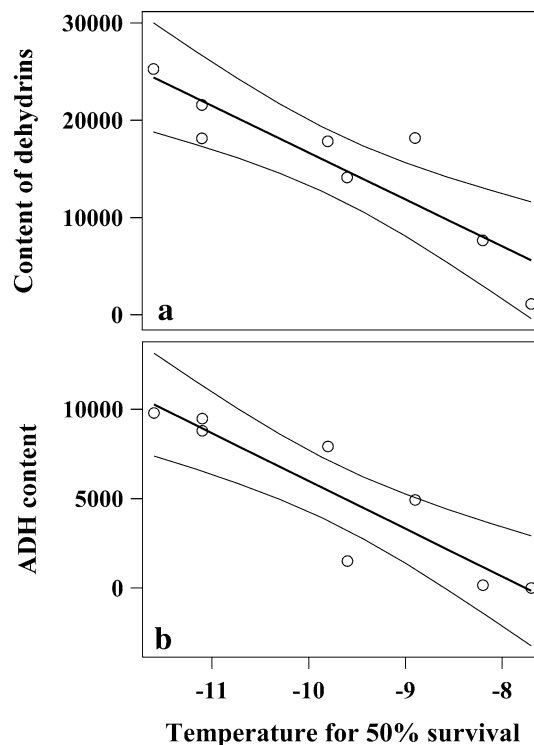 30000
20000
10000
0
Content of dehydrins
a
10000
5000
0
ADH content
b
-11 -10 -9 -8
Temperature for 50% survival